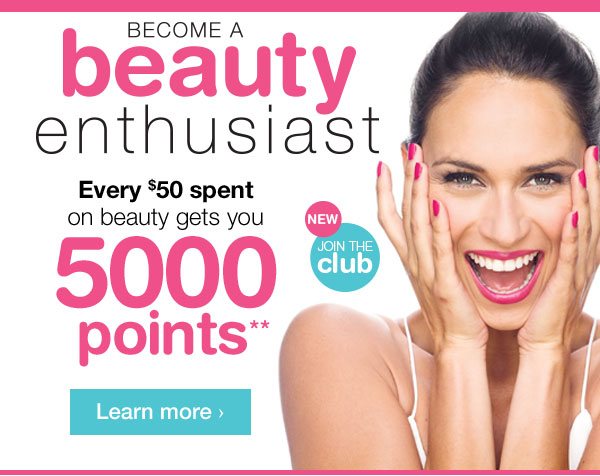 BECOME A
beauty
enthusiast
Every $50 spent
on beauty gets you
5000
points**
NEW
JOIN THE
club
Learn more ›